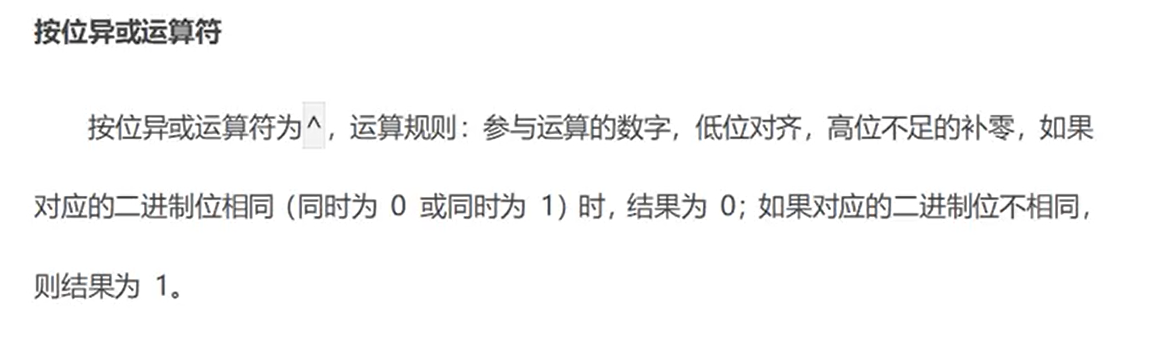 按位异或运算符
按位异或运算符为^，运算规则：参与运算的数字，低位对齐，高位不足的补零，如果
对应的二进制位相同（同时为 0 或同时为 1）时，结果为 0；如果对应的二进制位不相同，
则结果为 1。